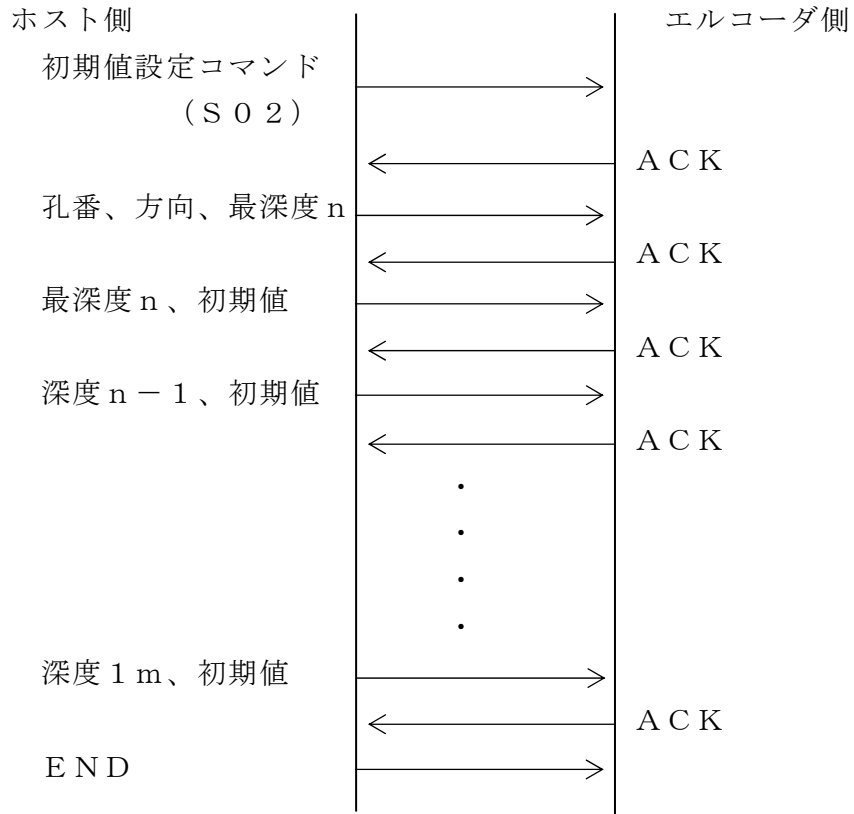 ホスト側 エルコーダ側
初期値設定コマンド
(S02)
ACK
孔番、方向、最深度n
ACK
最深度n、初期値
ACK
深度n-1、初期値
ACK
・
・
・
・
深度1m、初期値
ACK
END